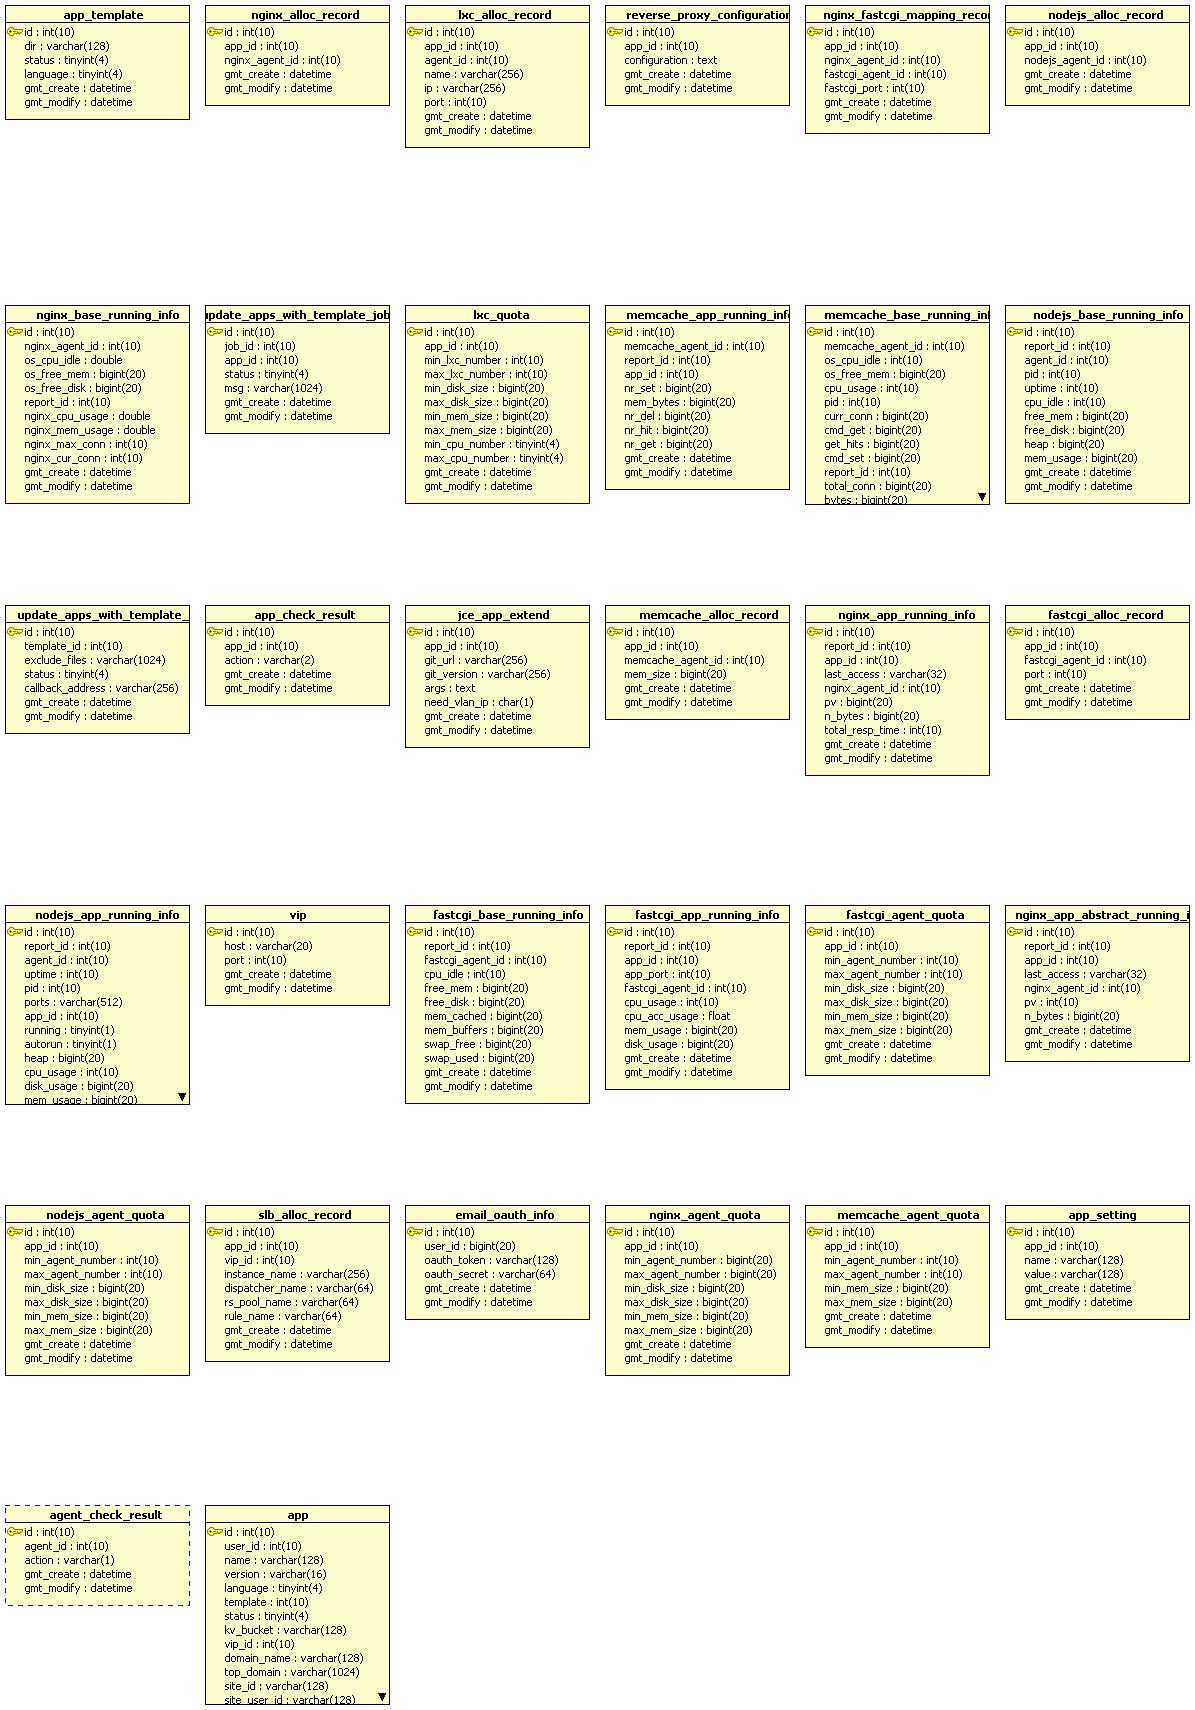 app_template
id : int(10)
dir : varchar(128)
status : tinyint(4)
language : tinyint(4)
gmt_create : datetime
gmt_modify : datetime
nginx_alloc_record
id : int(10)
app_id : int(10)
nginx_agent_id : int(10)
gmt_create : datetime
gmt_modify : datetime
lxc_alloc_record
id : int(10)
app_id : int(10)
agent_id : int(10)
name : varchar(256)
ip : varchar(256)
port : int(10)
gmt_create : datetime
gmt_modify : datetime
reverse_proxy_configuration
id : int(10)
app_id : int(10)
configuration : text
gmt_create : datetime
gmt_modify : datetime
nginx_fastcgi_mapping_recor
id : int(10)
app_id : int(10)
nginx_agent_id : int(10)
fastcgi_agent_id : int(10)
fastcgi_port : int(10)
gmt_create : datetime
gmt_modify : datetime
nodejs_alloc_record
id : int(10)
app_id : int(10)
nodejs_agent_id : int(10)
gmt_create : datetime
gmt_modify : datetime
nginx_base_running_info
id : int(10)
nginx_agent_id : int(10)
os_cpu_idle : double
os_free_mem : bigint(20)
os_free_disk : bigint(20)
report_id : int(10)
nginx_cpu_usage : double
nginx_mem_usage : double
nginx_max_conn : int(10)
nginx_cur_conn : int(10)
gmt_create : datetime
gmt_modify : datetime
update_apps_with_template_job
id : int(10)
job_id : int(10)
app_id : int(10)
status : tinyint(4)
msg : varchar(1024)
gmt_create : datetime
gmt_modify : datetime
lxc_quota
id : int(10)
app_id : int(10)
min_lxc_number : int(10)
max_lxc_number : int(10)
min_disk_size : bigint(20)
max_disk_size : bigint(20)
min_mem_size : bigint(20)
max_mem_size : bigint(20)
min_cpu_number : tinyint(4)
max_cpu_number : tinyint(4)
gmt_create : datetime
gmt_modify : datetime
memcache_app_running_info
id : int(10)
memcache_agent_id : int(10)
report_id : int(10)
app_id : int(10)
nr_set : bigint(20)
mem_bytes : bigint(20)
nr_del : bigint(20)
nr_hit : bigint(20)
nr_get : bigint(20)
gmt_create : datetime
gmt_modify : datetime
memcache_base_running_inf
id : int(10)
memcache_agent_id : int(10)
os_cpu_idle : int(10)
os_free_mem : bigint(20)
cpu_usage : int(10)
pid : int(10)
curr_conn : bigint(20)
cmd_get : bigint(20)
get_hits : bigint(20)
cmd_set : bigint(20)
report_id : int(10)
total_conn : bigint(20)
bytes : bigint(20)
nodejs_base_running_info
id : int(10)
report_id : int(10)
agent_id : int(10)
pid : int(10)
uptime : int(10)
cpu_idle : int(10)
free_mem : bigint(20)
free_disk : bigint(20)
heap : bigint(20)
mem_usage : bigint(20)
gmt_create : datetime
gmt_modify : datetime
update_apps_with_template_
id : int(10)
template_id : int(10)
exclude_files : varchar(1024)
status : tinyint(4)
callback_address : varchar(256)
gmt_create : datetime
gmt_modify : datetime
app_check_result
id : int(10)
app_id : int(10)
action : varchar(2)
gmt_create : datetime
gmt_modify : datetime
jce_app_extend
id : int(10)
app_id : int(10)
git_url : varchar(256)
git_version : varchar(256)
args : text
need_vlan_ip : char(1)
gmt_create : datetime
gmt_modify : datetime
memcache_alloc_record
id : int(10)
app_id : int(10)
memcache_agent_id : int(10)
mem_size : bigint(20)
gmt_create : datetime
gmt_modify : datetime
nginx_app_running_info
id : int(10)
report_id : int(10)
app_id : int(10)
last_access : varchar(32)
nginx_agent_id : int(10)
pv : bigint(20)
n_bytes : bigint(20)
total_resp_time : int(10)
gmt_create : datetime
gmt_modify : datetime
fastcgi_alloc_record
id : int(10)
app_id : int(10)
fastcgi_agent_id : int(10)
port : int(10)
gmt_create : datetime
gmt_modify : datetime
nodejs_app_running_info
id : int(10)
report_id : int(10)
agent_id : int(10)
uptime : int(10)
pid : int(10)
ports : varchar(512)
app_id : int(10)
running : tinyint(1)
autorun : tinyint(1)
heap : bigint(20)
cpu_usage : int(10)
disk_usage : bigint(20)
mem_usage : bigint(20)
vip
id : int(10)
host : varchar(20)
port : int(10)
gmt_create : datetime
gmt_modify : datetime
fastcgi_base_running_info
id : int(10)
report_id : int(10)
fastcgi_agent_id : int(10)
cpu_idle : int(10)
free_mem : bigint(20)
free_disk : bigint(20)
mem_cached : bigint(20)
mem_buffers : bigint(20)
swap_free : bigint(20)
swap_used : bigint(20)
gmt_create : datetime
gmt_modify : datetime
fastcgi_app_running_info
id : int(10)
report_id : int(10)
app_id : int(10)
app_port : int(10)
fastcgi_agent_id : int(10)
cpu_usage : int(10)
cpu_acc_usage : float
mem_usage : bigint(20)
disk_usage : bigint(20)
gmt_create : datetime
gmt_modify : datetime
fastcgi_agent_quota
id : int(10)
app_id : int(10)
min_agent_number : int(10)
max_agent_number : int(10)
min_disk_size : bigint(20)
max_disk_size : bigint(20)
min_mem_size : bigint(20)
max_mem_size : bigint(20)
gmt_create : datetime
gmt_modify : datetime
nginx_app_abstract_running_i
id : int(10)
report_id : int(10)
app_id : int(10)
last_access : varchar(32)
nginx_agent_id : int(10)
pv : int(10)
n_bytes : bigint(20)
gmt_create : datetime
gmt_modify : datetime
nodejs_agent_quota
id : int(10)
app_id : int(10)
min_agent_number : int(10)
max_agent_number : int(10)
min_disk_size : bigint(20)
max_disk_size : bigint(20)
min_mem_size : bigint(20)
max_mem_size : bigint(20)
gmt_create : datetime
gmt_modify : datetime
slb_alloc_record
id : int(10)
app_id : int(10)
vip_id : int(10)
instance_name : varchar(256)
dispatcher_name : varchar(64)
rs_pool_name : varchar(64)
rule_name : varchar(64)
gmt_create : datetime
gmt_modify : datetime
email_oauth_info
id : int(10)
user_id : bigint(20)
oauth_token : varchar(128)
oauth_secret : varchar(64)
gmt_create : datetime
gmt_modify : datetime
nginx_agent_quota
id : int(10)
app_id : int(10)
min_agent_number : bigint(20)
max_agent_number : bigint(20)
min_disk_size : bigint(20)
max_disk_size : bigint(20)
min_mem_size : bigint(20)
max_mem_size : bigint(20)
gmt_create : datetime
gmt_modify : datetime
memcache_agent_quota
id : int(10)
app_id : int(10)
min_agent_number : int(10)
max_agent_number : int(10)
min_mem_size : bigint(20)
max_mem_size : bigint(20)
gmt_create : datetime
gmt_modify : datetime
app_setting
id : int(10)
app_id : int(10)
name : varchar(128)
value : varchar(128)
gmt_create : datetime
gmt_modify : datetime
agent_check_result
id : int(10)
agent_id : int(10)
action : varchar(1)
gmt_create : datetime
gmt_modify : datetime
app
id : int(10)
user_id : int(10)
name : varchar(128)
version : varchar(16)
language : tinyint(4)
template : int(10)
status : tinyint(4)
kv_bucket : varchar(128)
vip_id : int(10)
domain_name : varchar(128)
top_domain : varchar(1024)
site_id : varchar(128)
site_user_id : varchar(128)